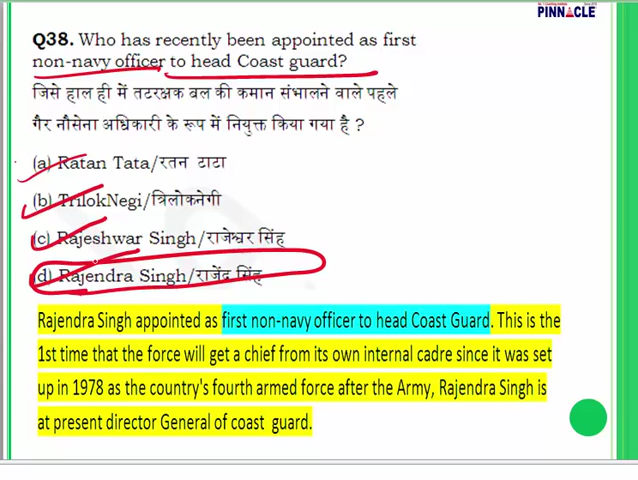 PINNACLE
Q38. Who has recently been appointed as first
non-navy officer to head Coast guard?
जिसे हाल ही में तटरक्षक बल की कमान संभालने वाले पहले
गैर नौसेना अधिकारी के रूप में नियुक्त किया गया है ?
(a) Ratan Tata/रतन टाटा
(b) TrilokNegi/त्रिलोकनेगी
(c) Rajeshwar Singh/राजेश्वर सिंह
(d) Rajendra Singh/राजेंद्र सिंह
Rajendra Singh appointed as first non-navy officer to head Coast Guard. This is the
1st time that the force will get a chief from its own internal cadre since it was set
up in 1978 as the country's fourth armed force after the Army, Rajendra Singh is
at present director General of coast guard.